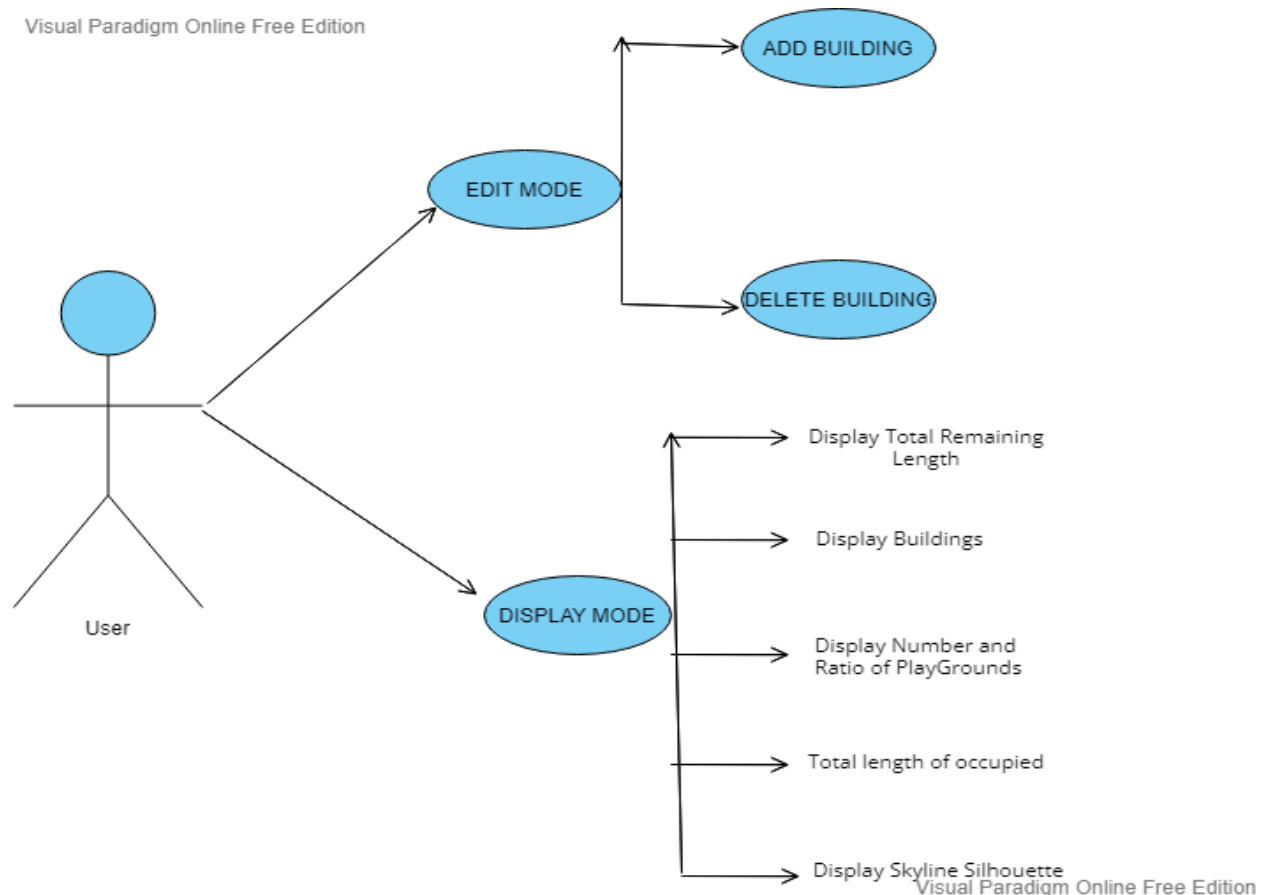 Visual Paradigm Online Free Edition
ADD BUILDING
EDIT MODE
DELETE BUILDING
Display Total Remaining
Length
Display Buildings
DISPLAY MODE
User
Display Number and
Ratio of PlayGrounds
Total length of occupied
Display Skyline Silhouette
Visual Paradigm Online Free Edition